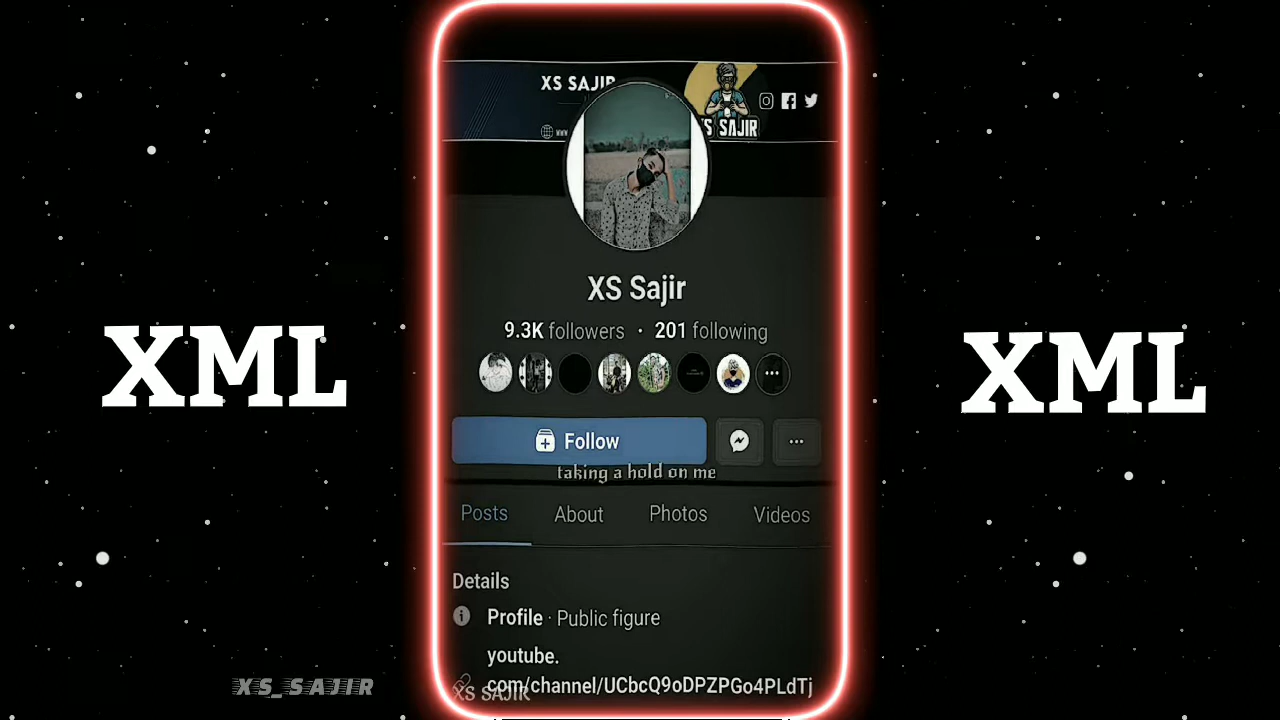 XS SAJIR
WWW
XS SAJIR
XS Sajir
9.3K followers · 201 following
XML
XML
Follow
taking a hold on me
Posts
About
Photos
Videos
Details
Profile · Public figure
youtube.
com/channel/UCbcQ9oDPZPGo4PLdTj
XS SAJIR
XS_SAJIR